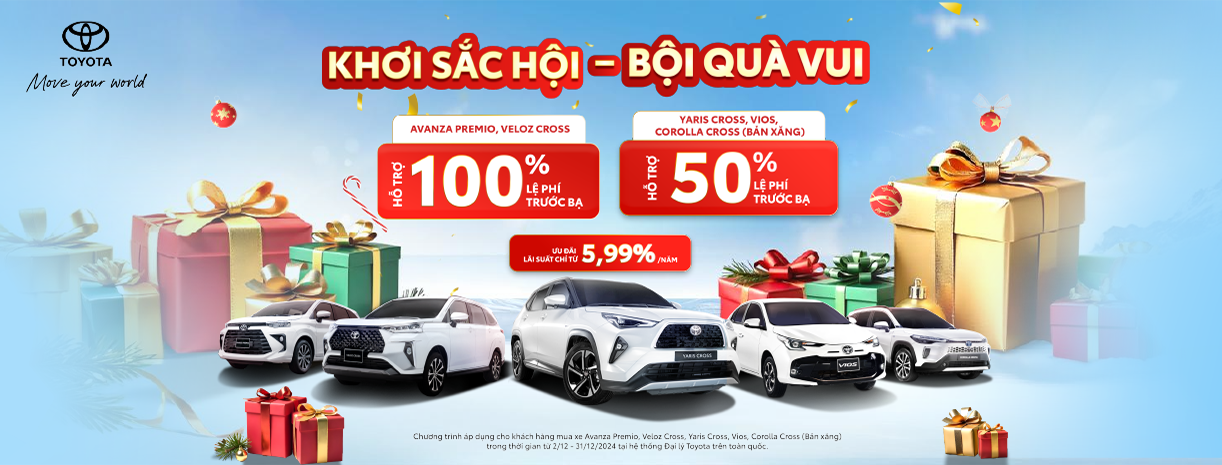 TOYOTA
Move your world
KHƠI SẮC HỘI – BỘI QUÀ VUI
AVANZA PREMIO, VELOZ CROSS
HỖ TRỢ
100%
LỆ PHÍ
TRƯỚC BẠ
YARIS CROSS, VIOS,
COROLLA CROSS (BẢN XĂNG)
HỖ TRỢ
50%
LỆ PHÍ
TRƯỚC BẠ
ƯU ĐÃI
LÃI SUẤT CHỈ TỪ 5,99% /NĂM
YARIS CROSS
VIOS
COROLLA CROSS
Chương trình áp dụng cho khách hàng mua xe Avanza Premio, Veloz Cross, Yaris Cross, Vios, Corolla Cross (Bản xăng)
trong thời gian từ 2/12 - 31/12/2024 tại hệ thống Đại lý Toyota trên toàn quốc.